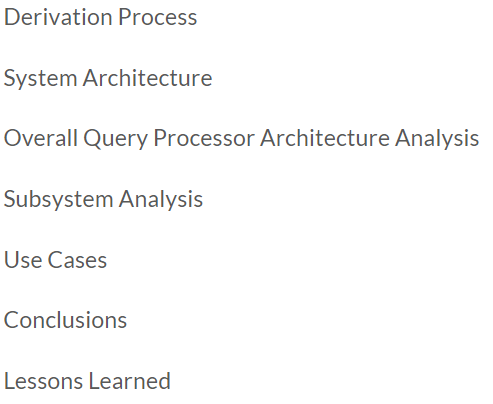 Derivation Process
System Architecture
Overall Query Processor Architecture Analysis
Subsystem Analysis
Use Cases
Conclusions
Lessons Learned